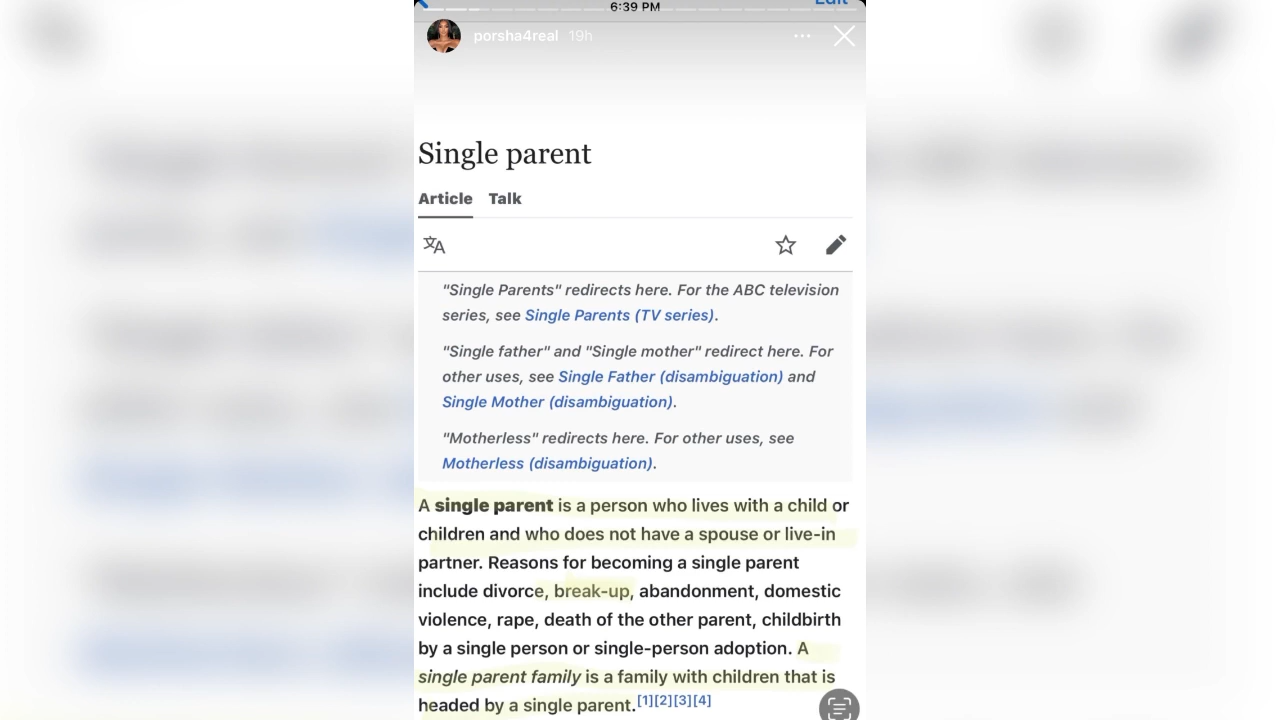 6:39 PM
Edit
porsha4real 19h
Single parent
Article Talk
"Single Parents" redirects here. For the ABC television
series, see Single Parents (TV series).
"Single father" and "Single mother" redirect here. For
other uses, see Single Father (disambiguation) and
Single Mother (disambiguation).
"Motherless" redirects here. For other uses, see
Motherless (disambiguation).
A single parent is a person who lives with a child or
children and who does not have a spouse or live-in
partner. Reasons for becoming a single parent
include divorce, break-up, abandonment, domestic
violence, rape, death of the other parent, childbirth
by a single person or single-person adoption. A
single parent family is a family with children that is
headed by a single parent.[1][2][3][4]